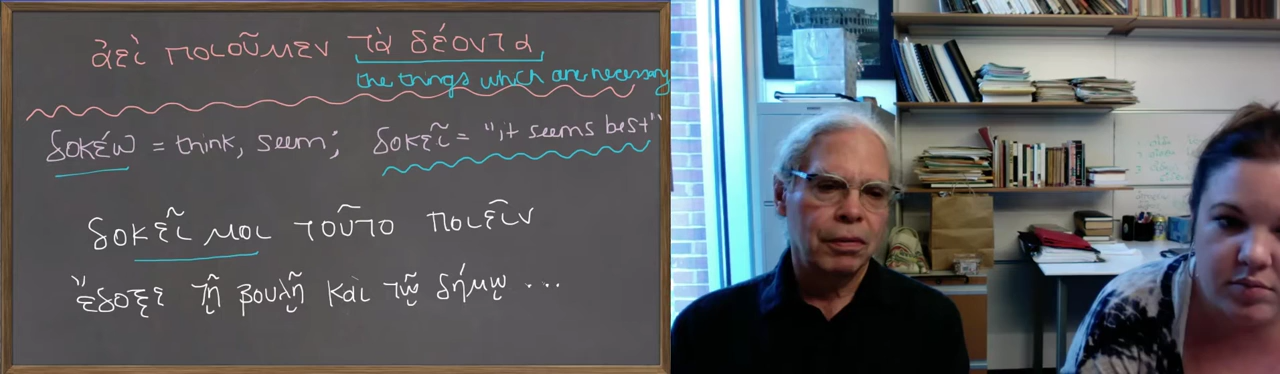 ἀεὶ ποιοῦμεν τὰ δέοντα
the things which are necessary
δοκέω = think, seem; δοκεῖ = "it seems best"
δοκεῖ μοι τοῦτο ποιεῖν
ἔδοξε τῇ βουλῇ καὶ τῷ δήμῳ ...